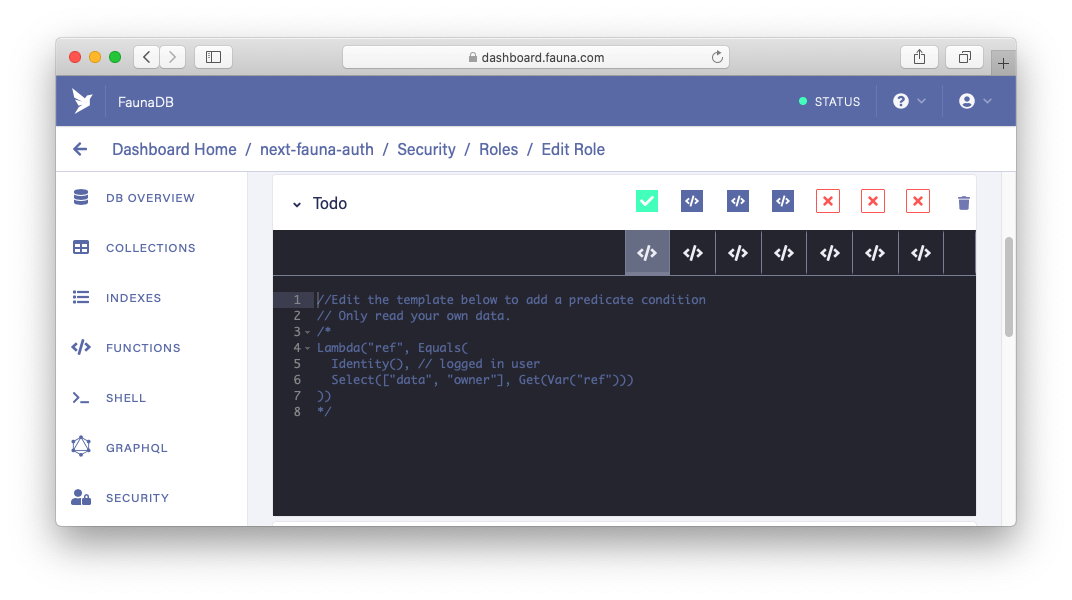 dashboard.fauna.com
FaunaDB
STATUS
Dashboard Home / next-fauna-auth / Security / Roles / Edit Role
DB OVERVIEW
COLLECTIONS
INDEXES
FUNCTIONS
SHELL
GRAPHQL
SECURITY
Todo
1 //Edit the template below to add a predicate condition
2 // Only read your own data.
3 /*
4 Lambda("ref", Equals(
5 Identity(), // logged in user
6 Select(["data", "owner"], Get(Var("ref")))
7 ))
8 */